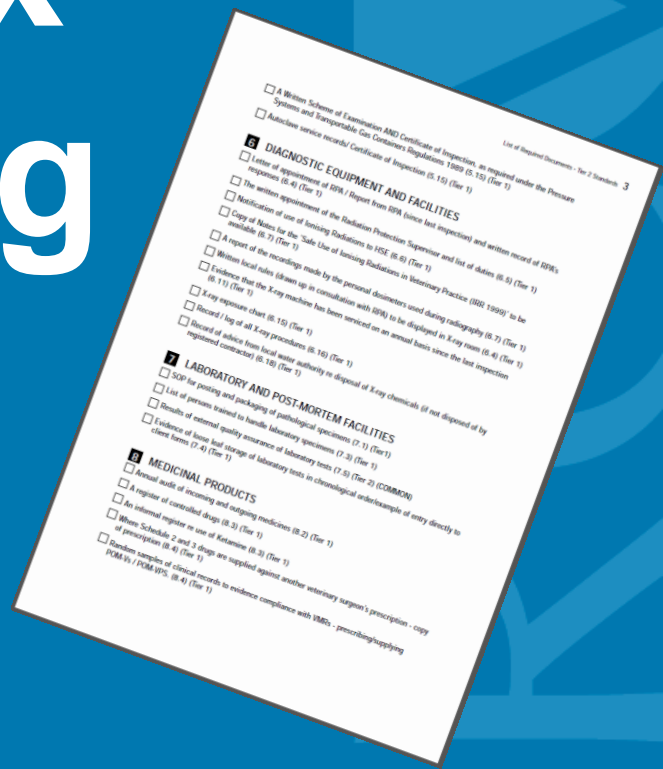 x
g
List of Required Documents - Tier 2 Standards 3
A Written Scheme of Examination AND Certificate of Inspection, as required under the Pressure
Systems and Transportable Gas Containers Regulations 1989 (5.15) (Tier 1)
Autoclave service records/ Certificate of Inspection (5.15) (Tier 1)
6 DIAGNOSTIC EQUIPMENT AND FACILITIES
Letter of appointment of RPA / Report from RPA (since last inspection) and written record of RPA's
responses (6.4) (Tier 1)
The written appointment of the Radiation Protection Supervisor and list of duties (6.5) (Tier 1)
Notification of use of Ionising Radiations to HSE (6.6) (Tier 1)
Copy of Notes for the 'Safe Use of Ionising Radiations in Veterinary Practice (IRR 1999)' to be
available (6.7) (Tier 1)
A report of the recordings made by the personal dosimeters used during radiography (6.7) (Tier 1)
Written local rules (drawn up in consultation with RPA) to be displayed in X-ray room (6.4) (Tier 1)
Evidence that the X-ray machine has been serviced on an annual basis since the last inspection
(6.11) (Tier 1)
X-ray exposure chart (6.15) (Tier 1)
Record / log of all X-ray procedures (6.16) (Tier 1)
Record of advice from local water authority re disposal of X-ray chemicals (if not disposed of by
registered contractor) (6.18) (Tier 1)
7 LABORATORY AND POST-MORTEM FACILITIES
SOP for posting and packaging of pathological specimens (7.1) (Tier1)
List of persons trained to handle laboratory specimens (7.3) (Tier 1)
Results of external quality assurance of laboratory tests (7.5) (Tier 2) (COMMON)
Evidence of loose leaf storage of laboratory tests in chronological order/example of entry directly to
client forms (7.4) (Tier 1)
8 MEDICINAL PRODUCTS
Annual audit of incoming and outgoing medicines (8.2) (Tier 1)
A register of controlled drugs (8.3) (Tier 1)
An informal register re use of Ketamine (8.3) (Tier 1)
Where Schedule 2 and 3 drugs are supplied against another veterinary surgeon's prescription - copy
of prescription (8.4) (Tier 1)
Random samples of clinical records to evidence compliance with VMRs - prescribing/supplying
POM-Vs / POM-VPS. (8.4) (Tier 1)